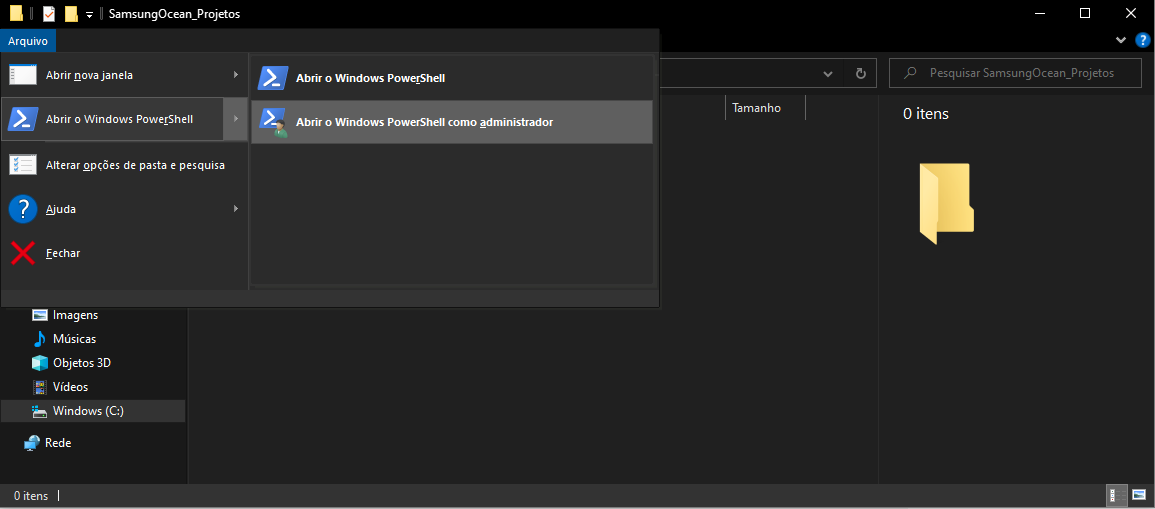 SamsungOcean_Projetos
Arquivo
Abrir nova janela
Abrir o Windows PowerShell
Alterar opções de pasta e pesquisa
Ajuda
Fechar
Abrir o Windows PowerShell
Abrir o Windows PowerShell como administrador
Pesquisar SamsungOcean_Projetos
Tamanho
0 itens
Imagens
Músicas
Objetos 3D
Vídeos
Windows (C:)
Rede
0 itens